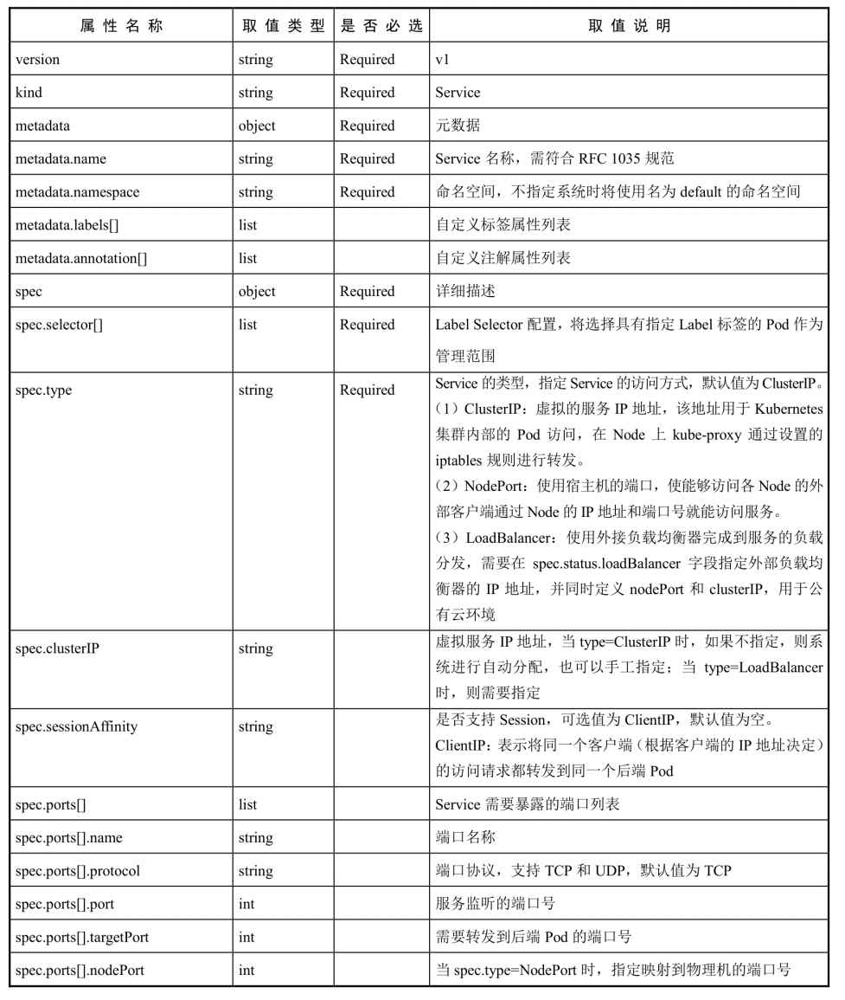 属性名称 取值类型 是否必选 取值说明
version string Required v1
kind string Required Service
metadata object Required 元数据
metadata.name string Required Service 名称，需符合 RFC 1035 规范
metadata.namespace string Required 命名空间，不指定系统时将使用名为 default 的命名空间
metadata.labels[] list 自定义标签属性列表
metadata.annotation[] list 自定义注解属性列表
spec object Required 详细描述
spec.selector[] list Required Label Selector 配置，将选择具有指定 Label 标签的 Pod 作为
管理范围
spec.type string Required Service 的类型，指定 Service 的访问方式，默认值为 ClusterIP。
（1）ClusterIP：虚拟的服务 IP 地址，该地址用于 Kubernetes
集群内部的 Pod 访问，在 Node 上 kube-proxy 通过设置的
iptables 规则进行转发。
（2）NodePort：使用宿主机的端口，使能够访问各 Node 的外
部客户端通过 Node 的 IP 地址和端口号就能访问服务。
（3）LoadBalancer：使用外接负载均衡器完成到服务的负载
分发，需要在 spec.status.loadBalancer 字段指定外部负载均
衡器的 IP 地址，并同时定义 nodePort 和 clusterIP，用于公
有云环境
spec.clusterIP string 虚拟服务 IP 地址，当 type=ClusterIP 时，如果不指定，则系
统进行自动分配，也可以手工指定；当 type=LoadBalancer
时，则需要指定
spec.sessionAffinity string 是否支持 Session，可选值为 ClientIP，默认值为空。
ClientIP：表示将同一个客户端（根据客户端的 IP 地址决定）
的访问请求都转发到同一个后端 Pod
spec.ports[] list Service 需要暴露的端口列表
spec.ports[].name string 端口名称
spec.ports[].protocol string 端口协议，支持 TCP 和 UDP，默认值为 TCP
spec.ports[].port int 服务监听的端口号
spec.ports[].targetPort int 需要转发到后端 Pod 的端口号
spec.ports[].nodePort int 当 spec.type=NodePort 时，指定映射到物理机的端口号